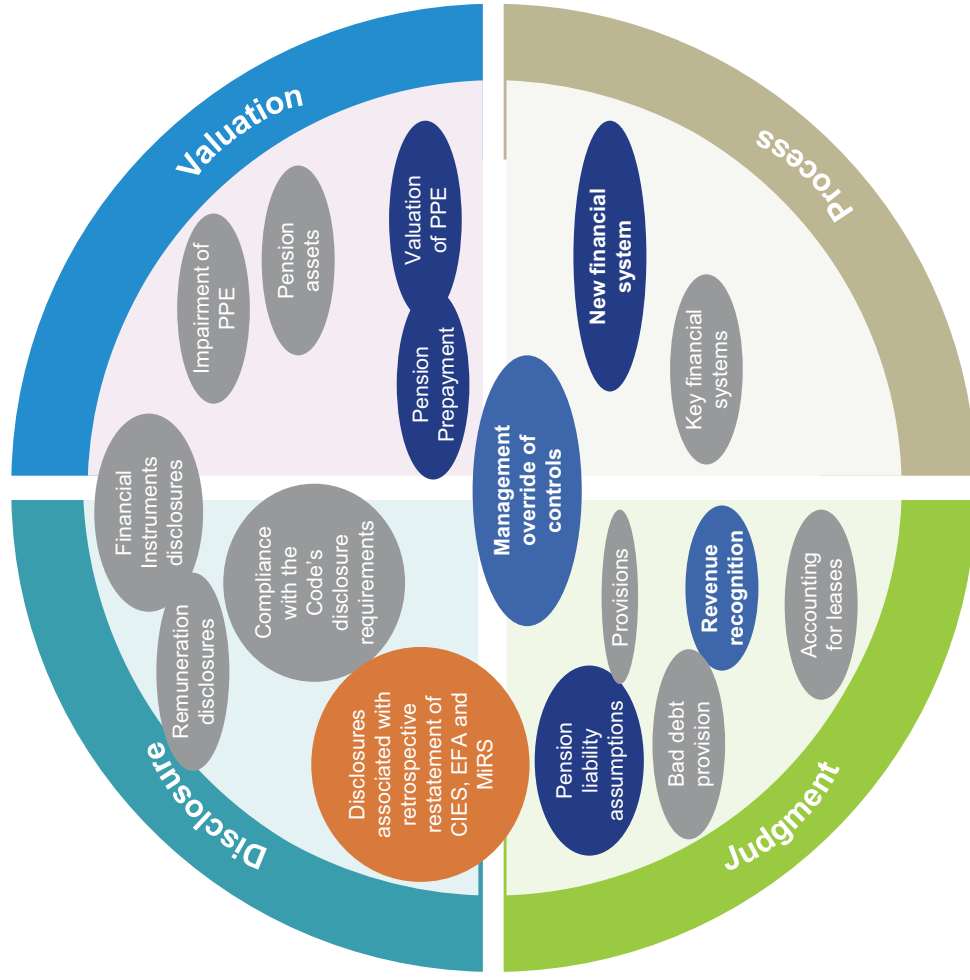 Disclosure
Valuation
Financial
Instruments
disclosures
Remuneration
disclosures
Compliance
with the
Code’s
disclosure
requirements
Disclosures
associated with
retrospective
restatement of
CIES, EFA and
MiRS
Impairment of
PPE
Pension
assets
Pension
Prepayment
Valuation
of PPE
Management
override of
controls
Pension
liability
assumptions
Provisions
Bad debt
provision
Revenue
recognition
Accounting
for leases
New financial
system
Key financial
systems
Judgment
Process